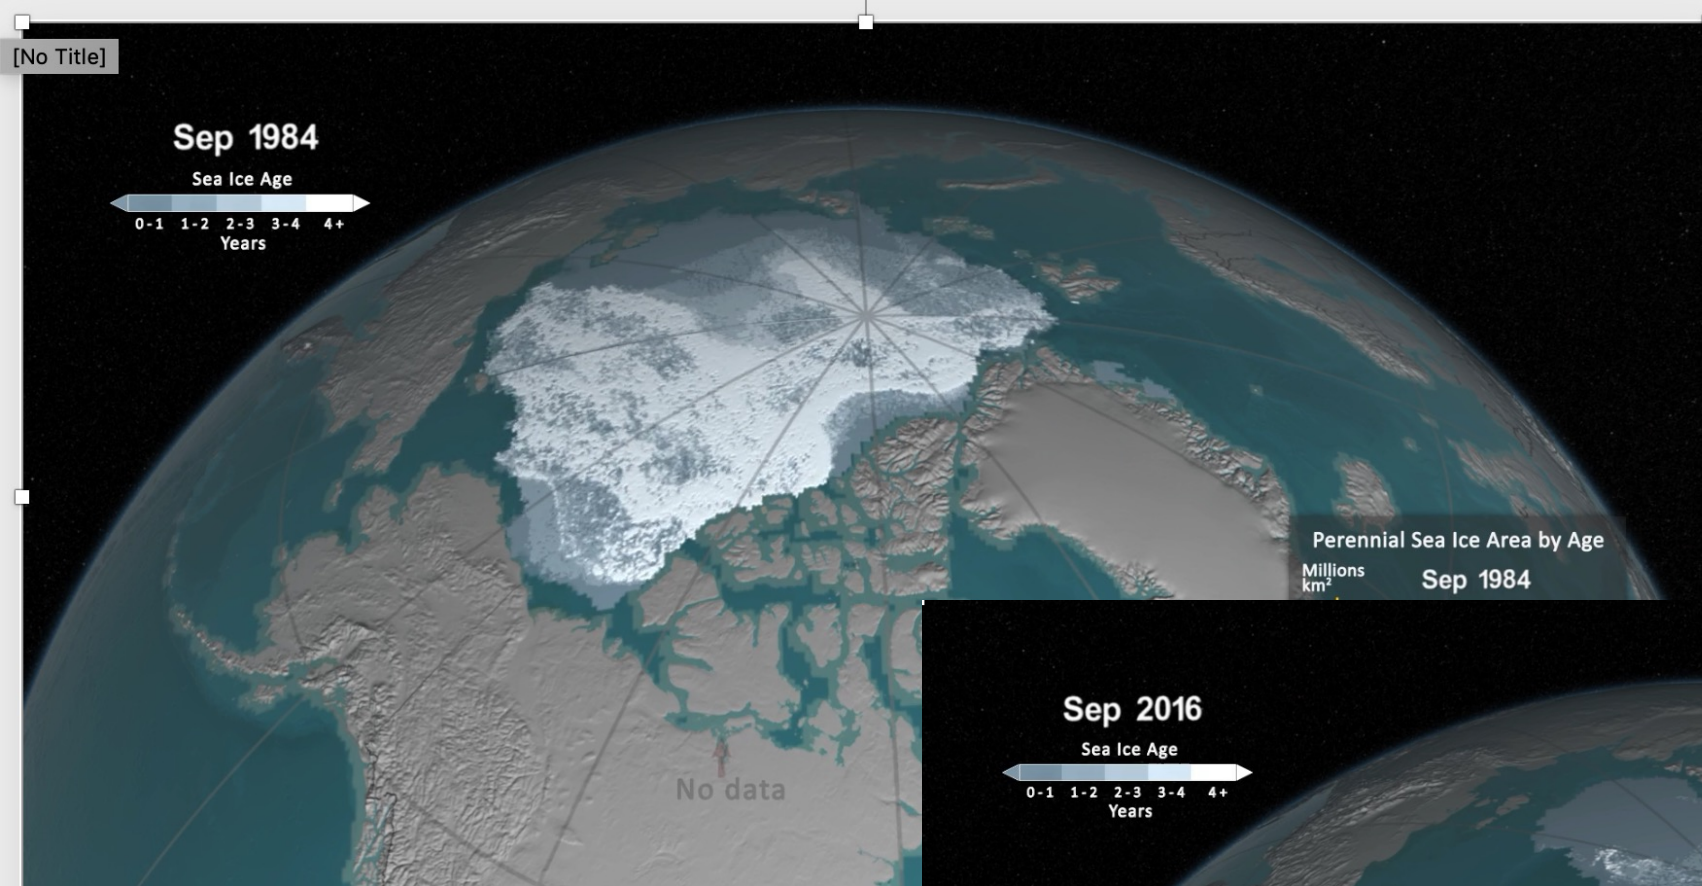 [No Title]
Sep 1984
Sea Ice Age
0-1 1-2 2-3 3-4 4+
Years
Perennial Sea Ice Area by Age
Millions
km²
Sep 1984
No data
Sep 2016
Sea Ice Age
0-1 1-2 2-3 3-4 4+
Years